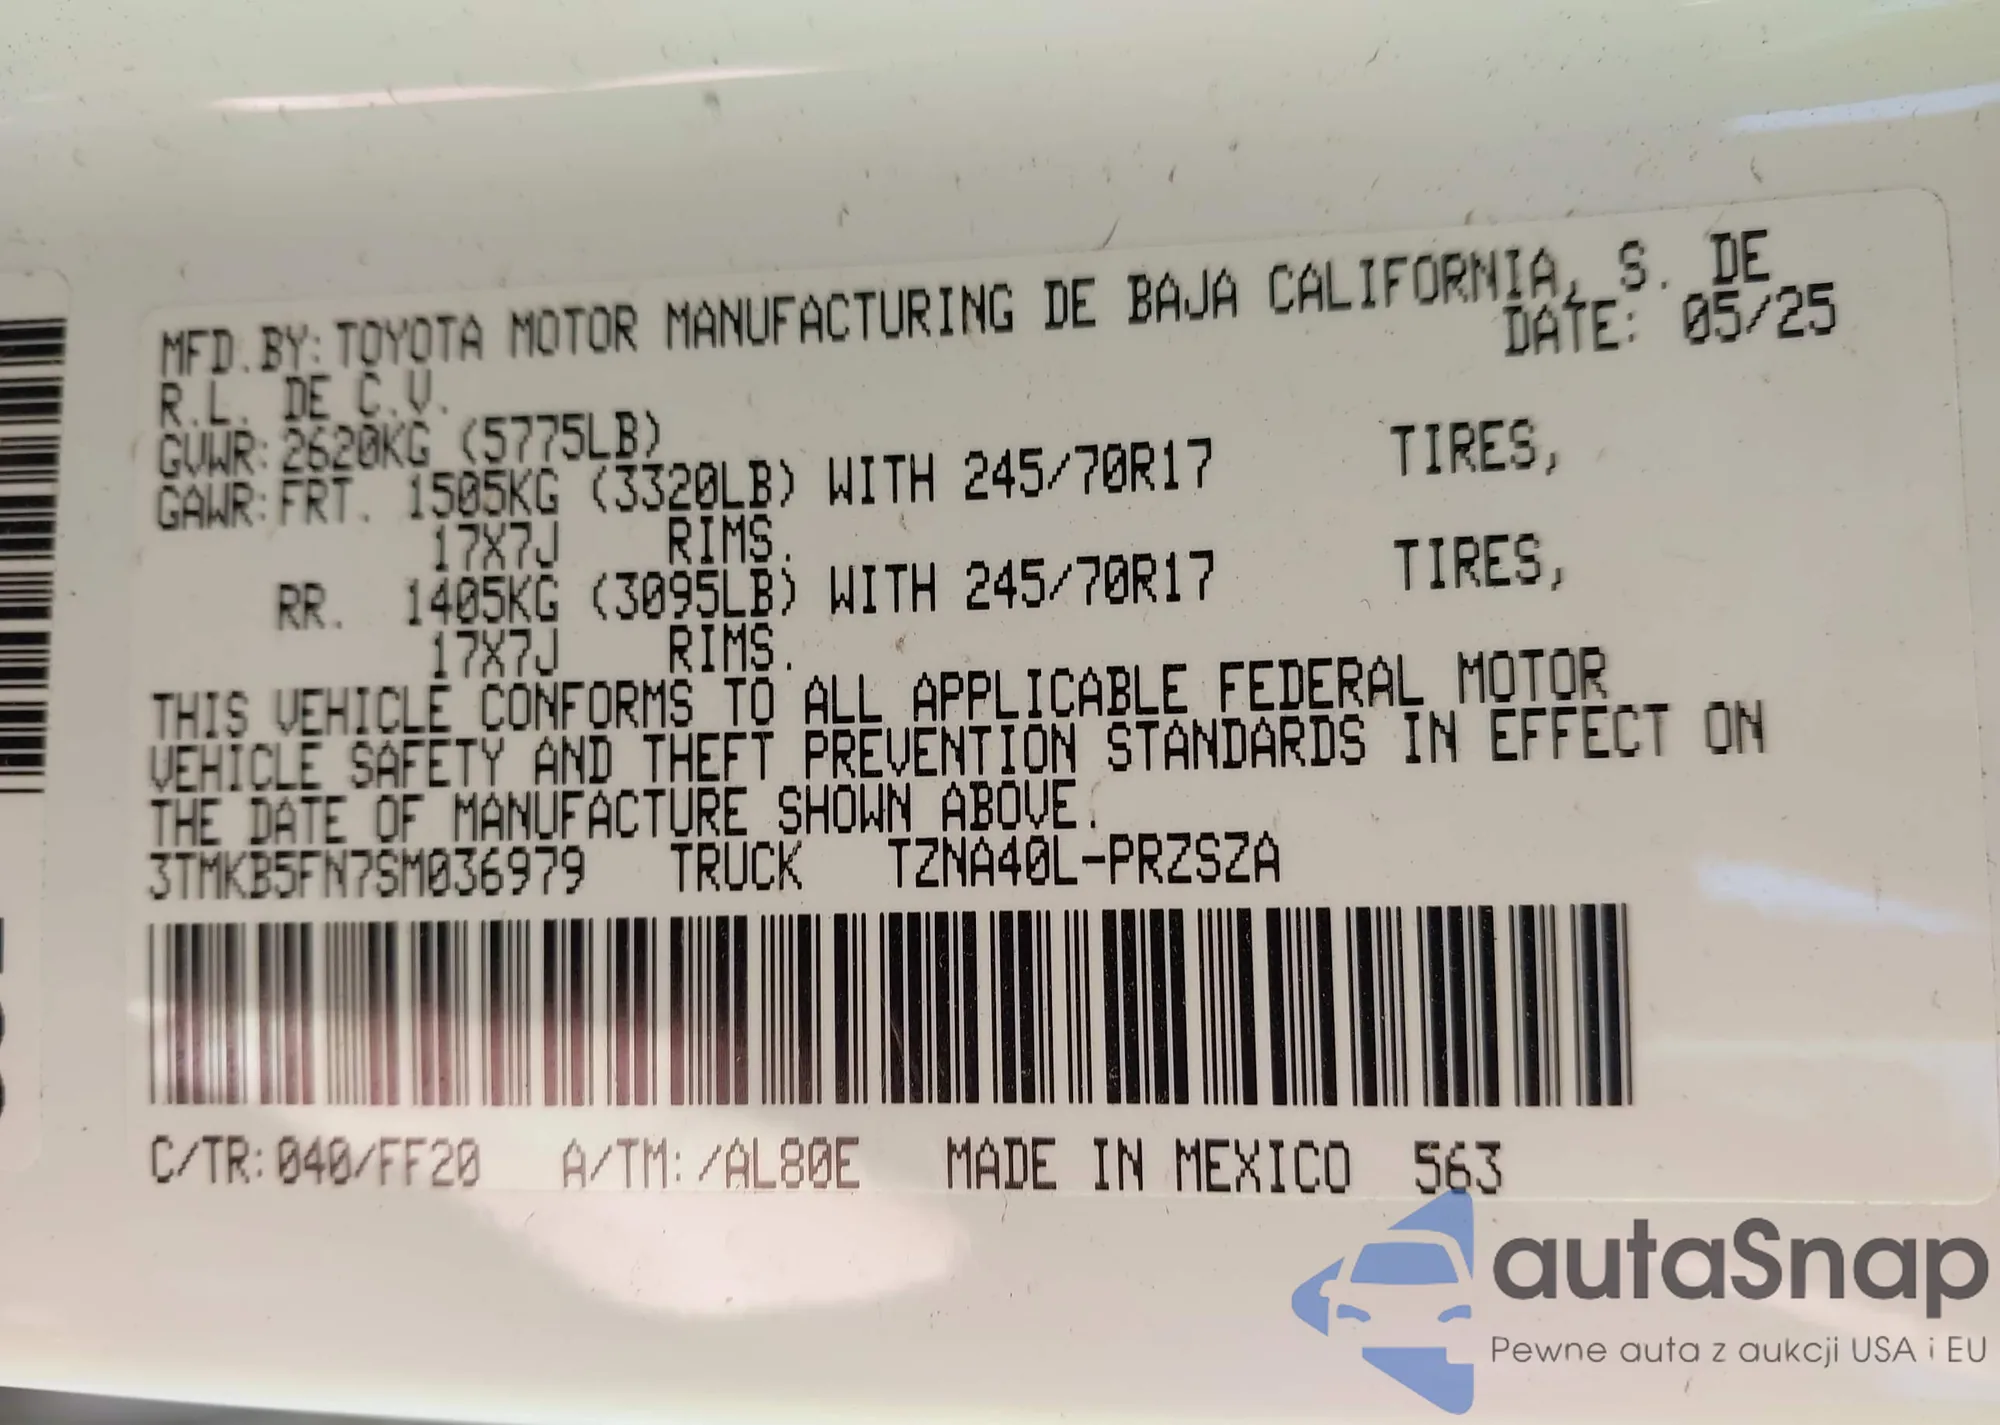 MFD.BY: TOYOTA MOTOR MANUFACTURING DE BAJA CALIFORNIA, S. DE
R.L. DE C.V. DATE: 05/25
GVWR: 2620KG (5775LB)
GAWR: FRT. 1505KG (3320LB) WITH 245/70R17 TIRES,
17X7J RIMS.
RR. 1405KG (3095LB) WITH 245/70R17 TIRES,
17X7J RIMS.
THIS VEHICLE CONFORMS TO ALL APPLICABLE FEDERAL MOTOR
VEHICLE SAFETY AND THEFT PREVENTION STANDARDS IN EFFECT ON
THE DATE OF MANUFACTURE SHOWN ABOVE.
3TMKB5FN7SM036979 TRUCK TZNA40L-PRZSZA
C/TR: 040/FF20 A/TM: /AL80E MADE IN MEXICO 563
autaSnap
Pewne auta z aukcji USA i EU